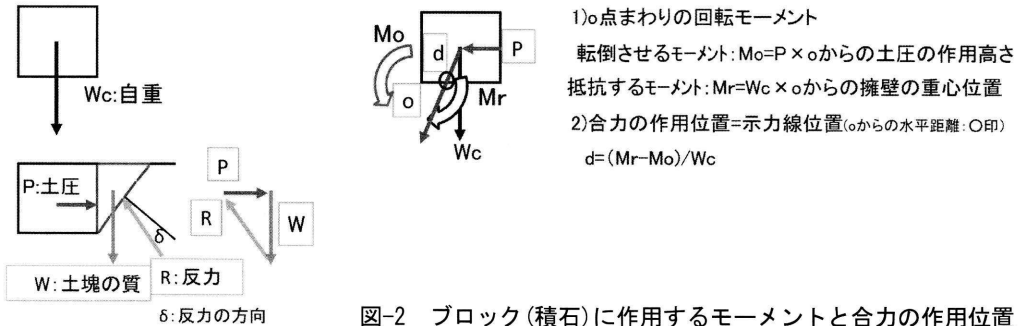 Wc:自重
P:土圧
δ
W:土塊の質
R:反力
δ:反力の方向
P
R
W
Mo
d
P
o
Mr
Wc
1)o点まわりの回転モーメント
転倒させるモーメント:Mo=P×oからの土圧の作用高さ
抵抗するモーメント:Mr=Wc×oからの擁壁の重心位置
2)合力の作用位置=示力線位置(oからの水平距離:○印)
d=(Mr-Mo)/Wc
図-2 ブロック(積石)に作用するモーメントと合力の作用位置